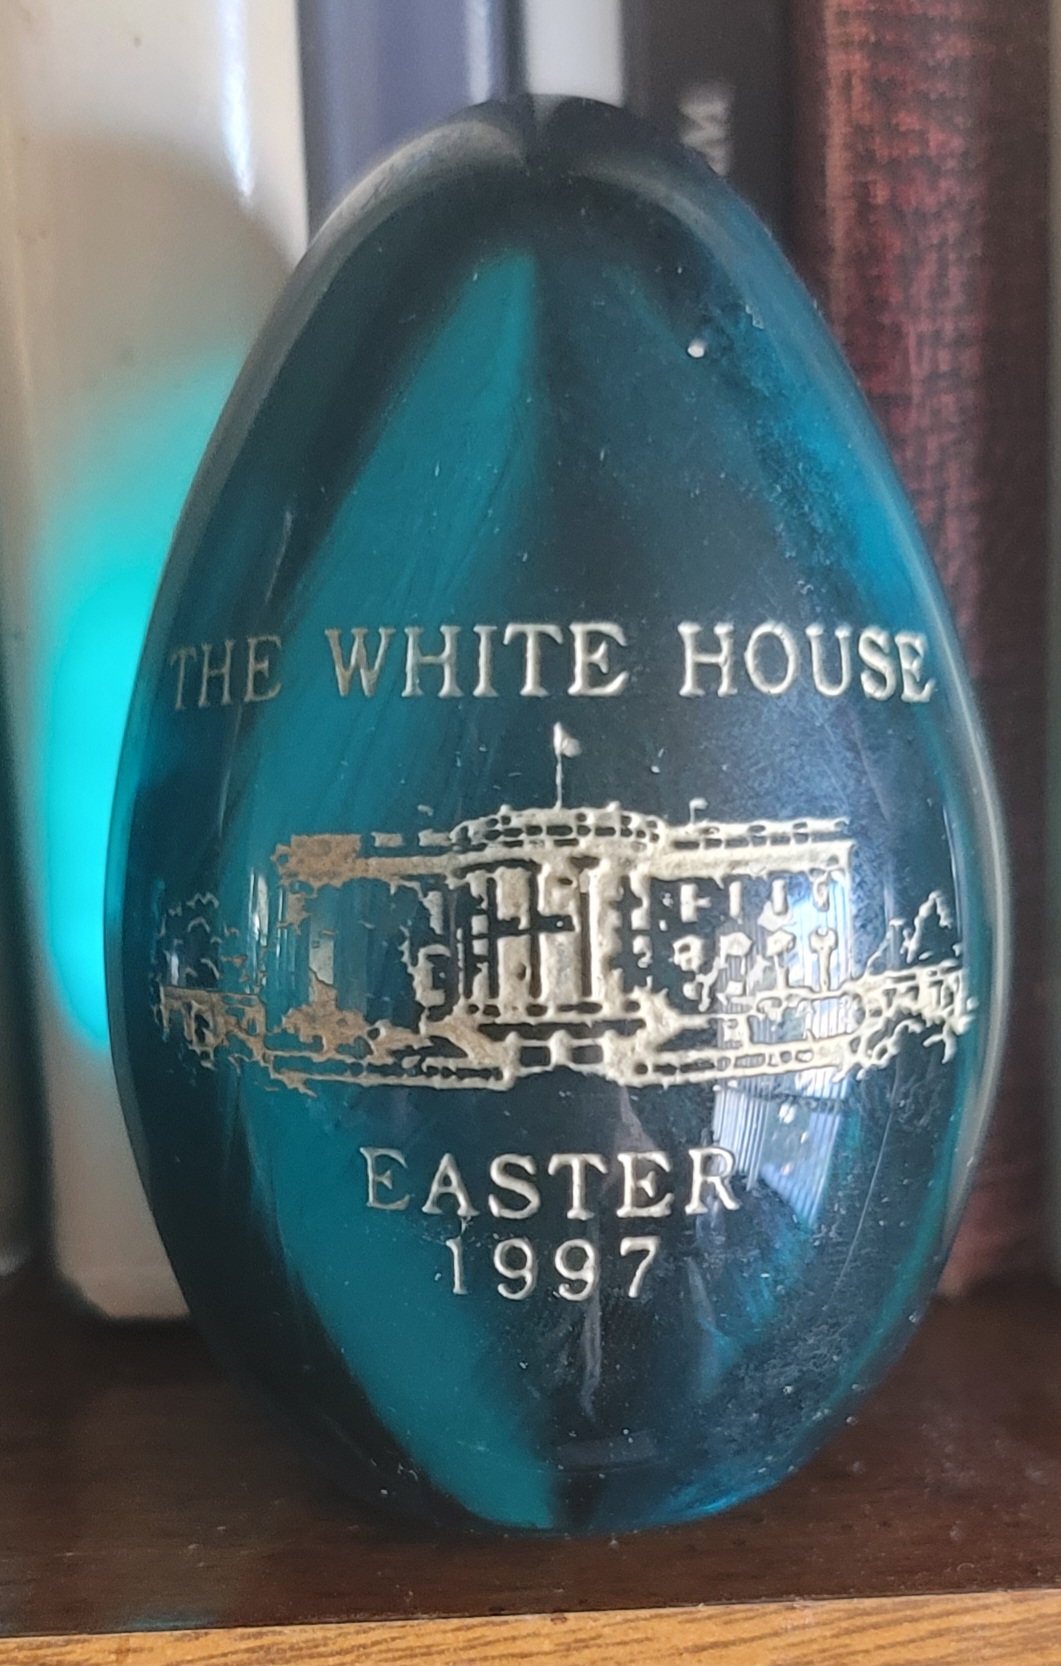 THE WHITE HOUSE
EASTER
1997